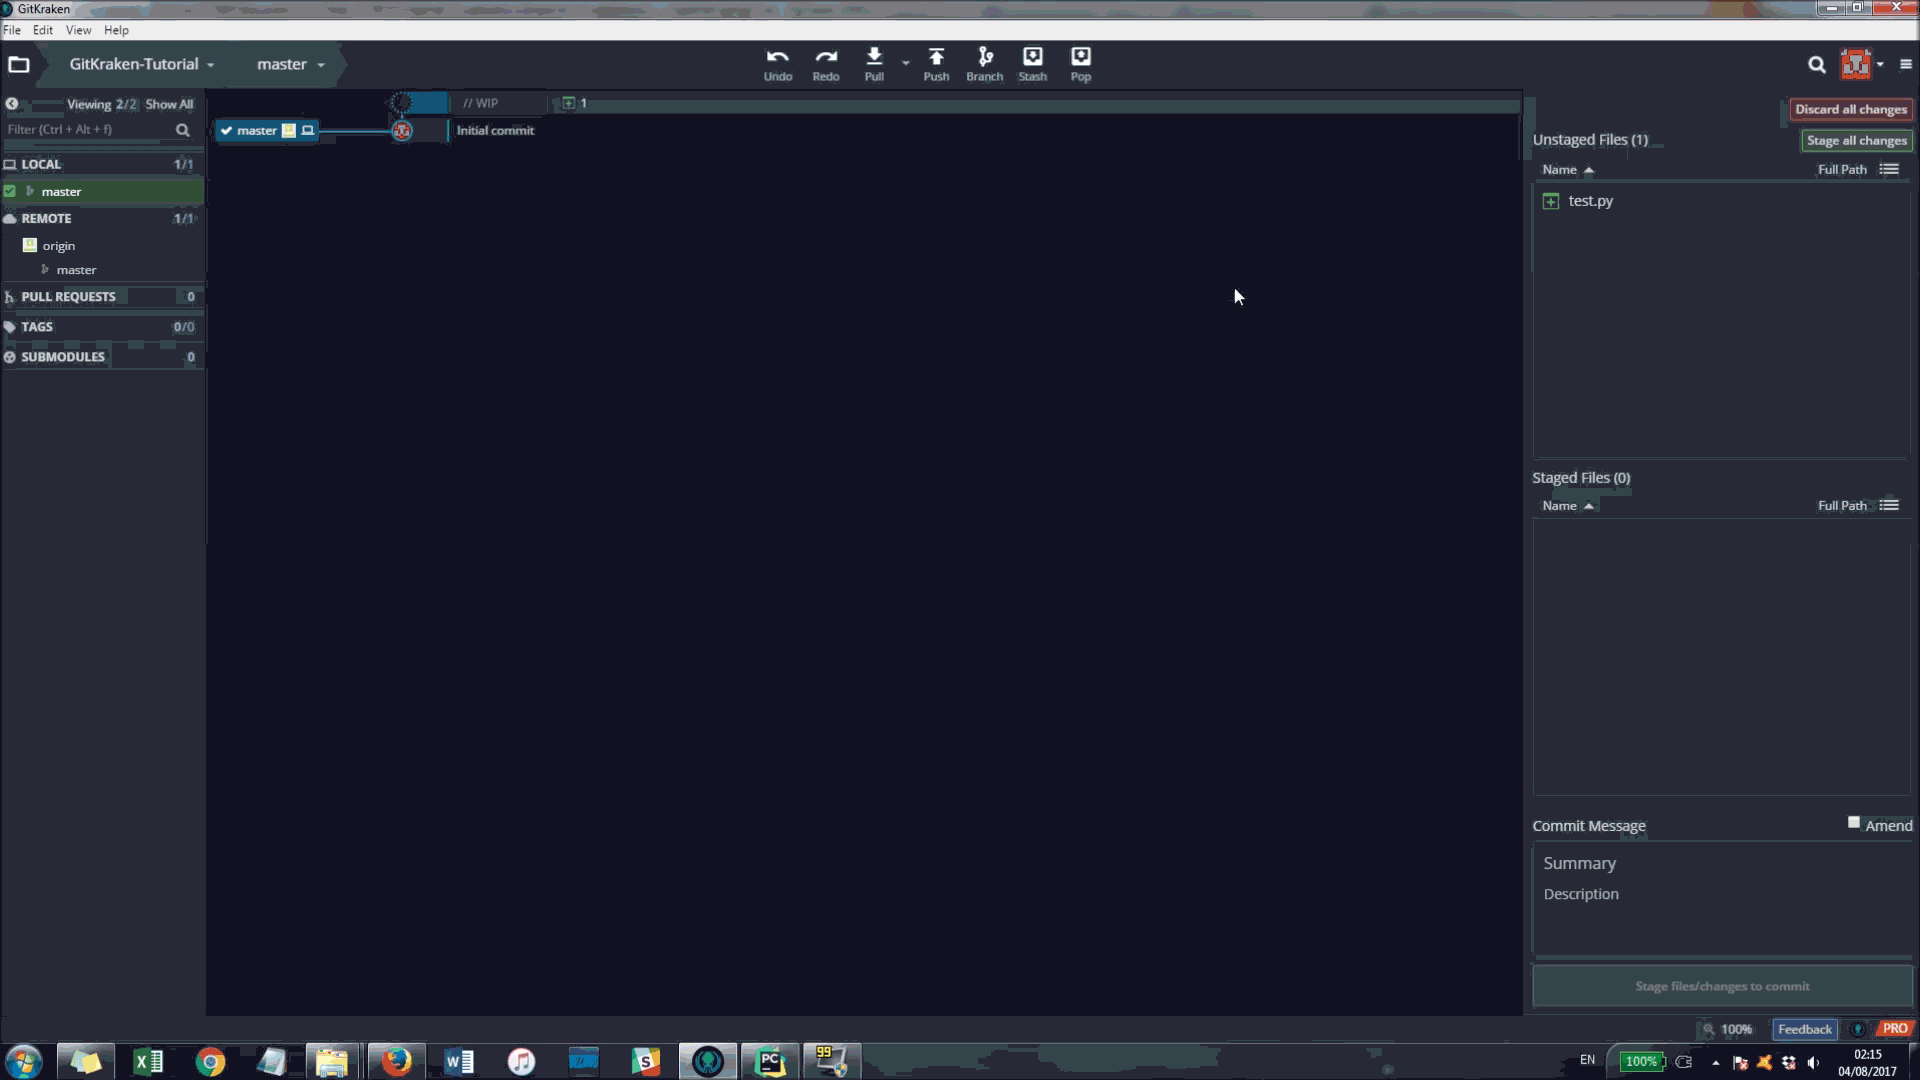 GitKraken
File Edit View Help
GitKraken-Tutorial master
Undo Redo Pull Push Branch Stash Pop
Viewing 2/2 Show All
Filter (Ctrl + Alt + f)
LOCAL 1/1
master
REMOTE 1/1
origin
master
PULL REQUESTS 0
TAGS 0/0
SUBMODULES 0
// WIP 1
master Initial commit
Discard all changes
Unstaged Files (1) Stage all changes
Name Full Path
test.py
Staged Files (0)
Name Full Path
Commit Message Amend
Summary
Description
Stage files/changes to commit
100% Feedback PRO
PC 99 EN 100% 02:15
04/08/2017